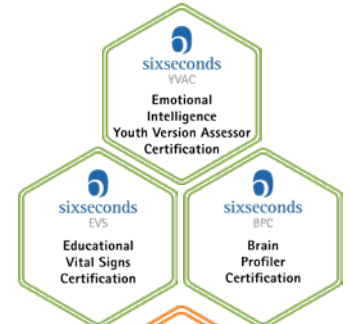 sixseconds
YVAC
Emotional
Intelligence
Youth Version Assessor
Certification
sixseconds
EVS
Educational
Vital Signs
Certification
sixseconds
BPC
Brain
Profiler
Certification